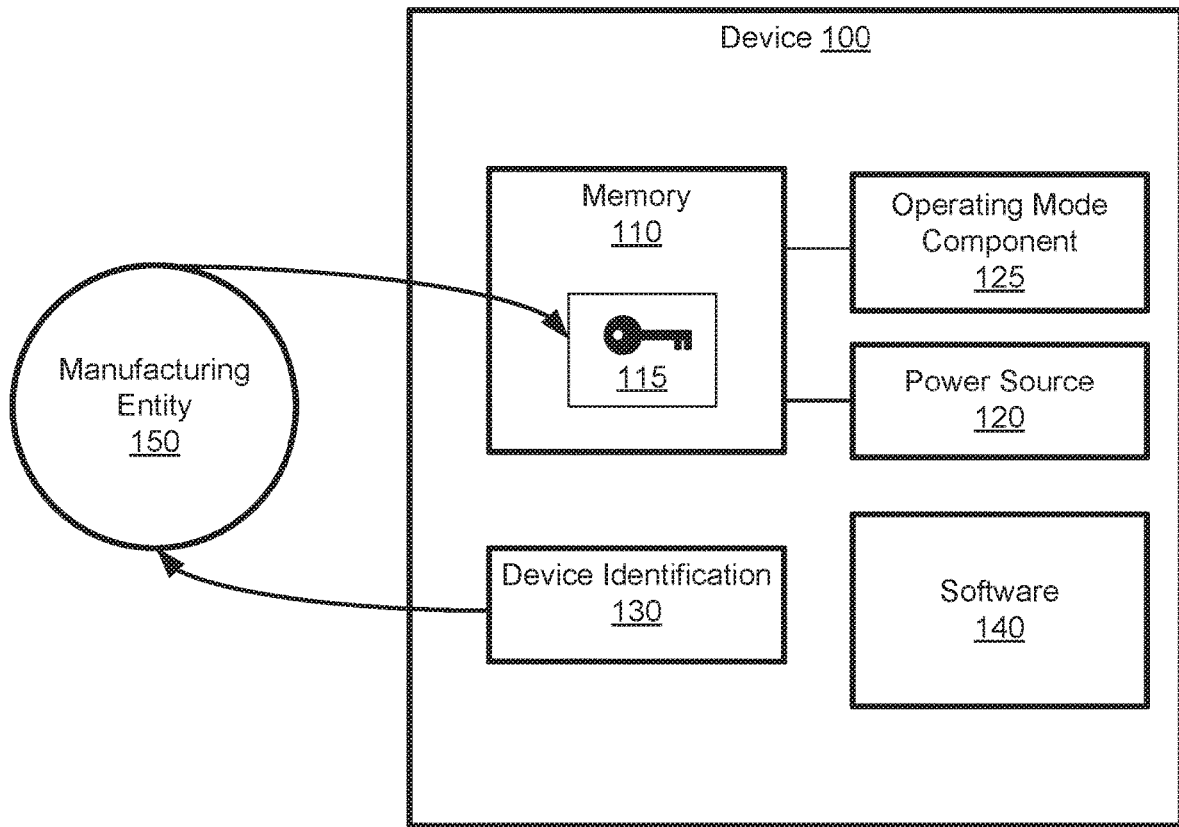 Device 100
Memory
110
115
Operating Mode
Component
125
Power Source
120
Manufacturing
Entity
150
Device Identification
130
Software
140